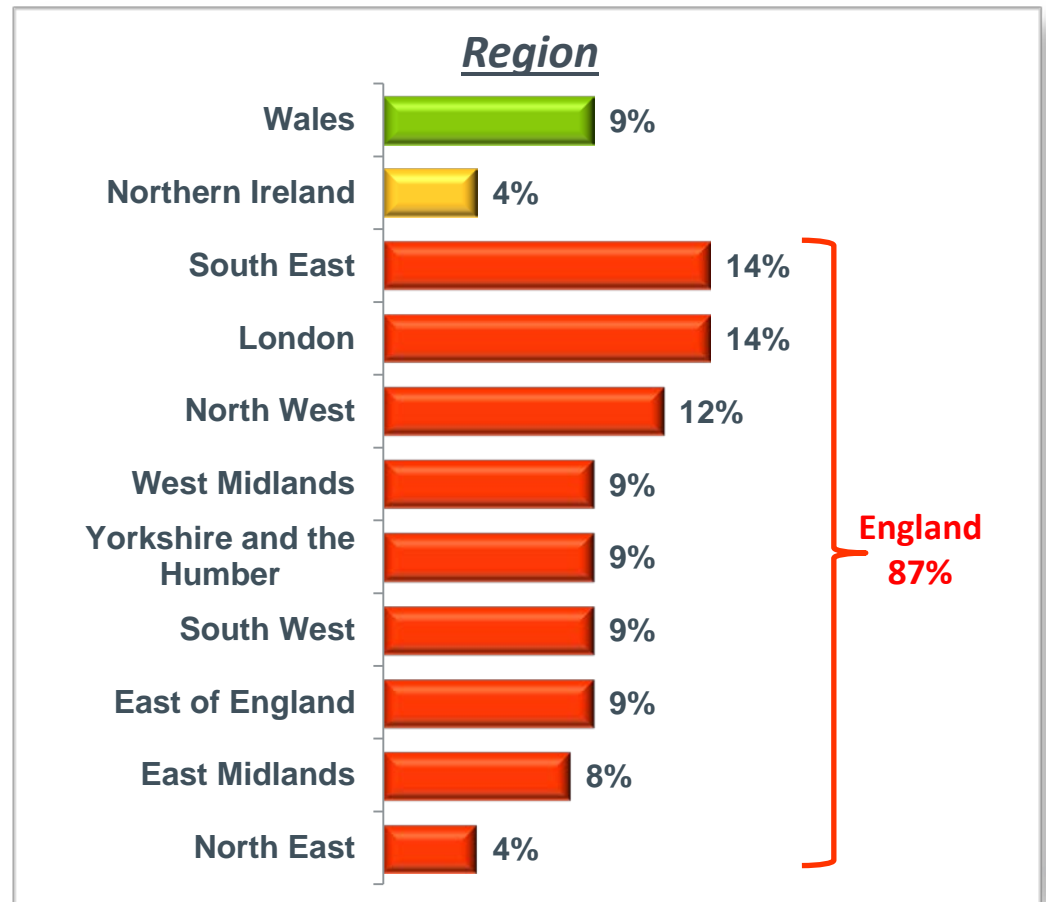 Region
Wales 9%
Northern Ireland 4%
South East 14%
London 14%
North West 12%
West Midlands 9%
Yorkshire and the
Humber 9%
South West 9%
East of England 9%
East Midlands 8%
North East 4%
England
87%